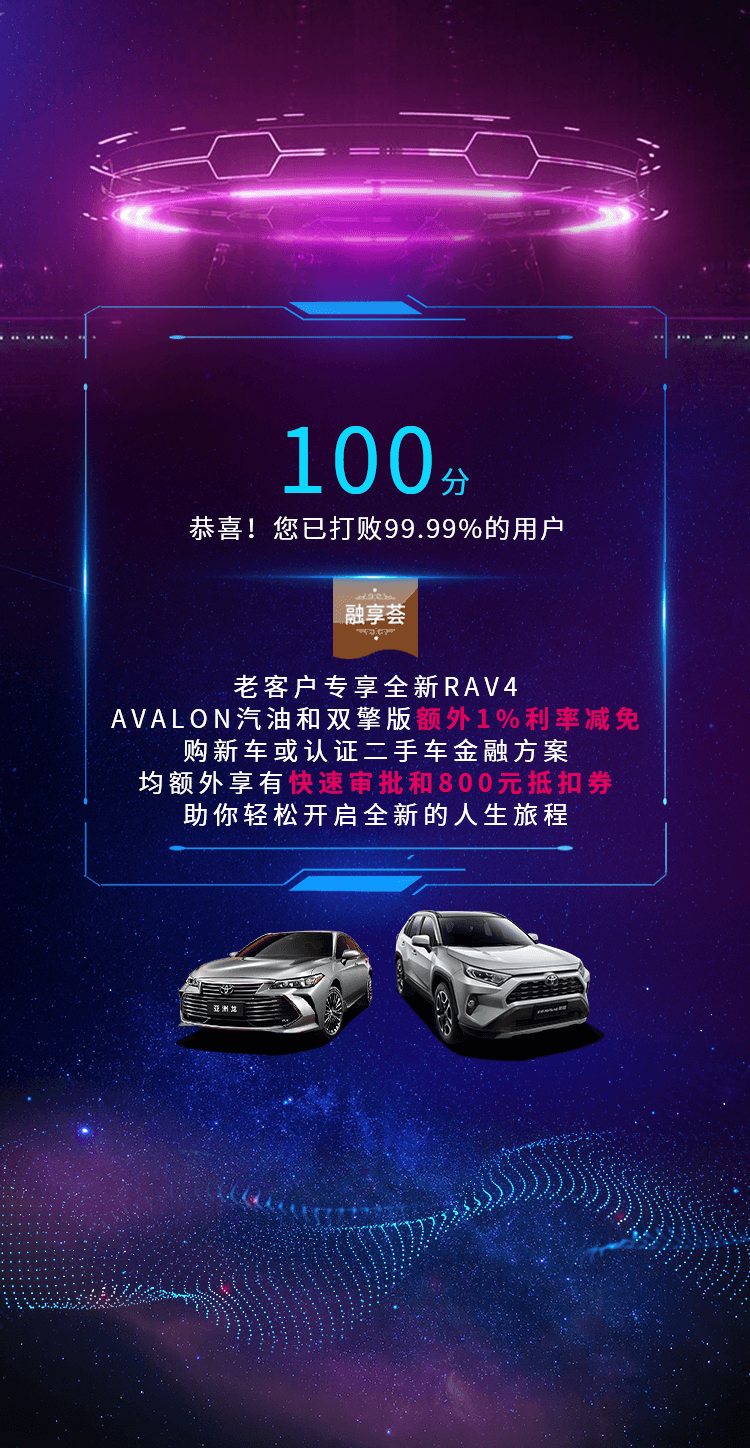 100分
恭喜！您已打败99.99%的用户
融享荟
老客户专享全新RAV4
AVALON汽油和双擎版额外1%利率减免
购新车或认证二手车金融方案
均额外享有快速审批和800元抵扣券
助你轻松开启全新的人生旅程
亚洲龙